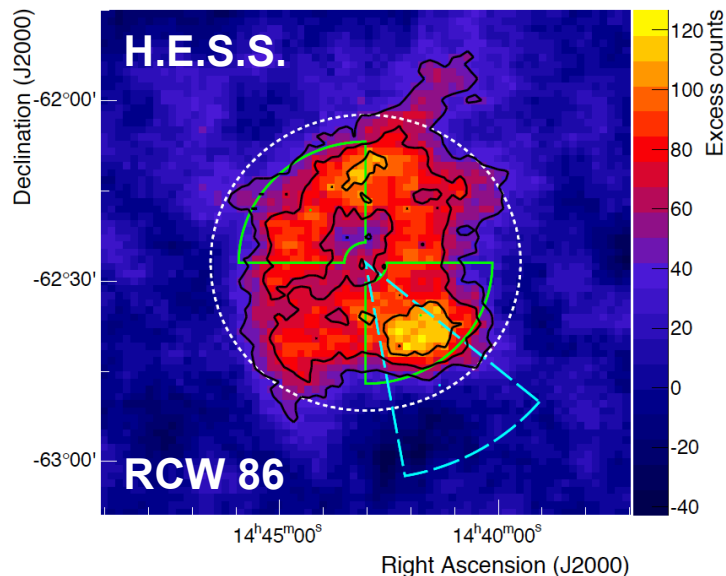 H.E.S.S.
RCW 86
Declination (J2000)
-62°00'
-62°30'
-63°00'
14ʰ45ᵐ00ˢ
14ʰ40ᵐ00ˢ
Right Ascension (J2000)
Excess counts
120
100
80
60
40
20
0
-20
-40